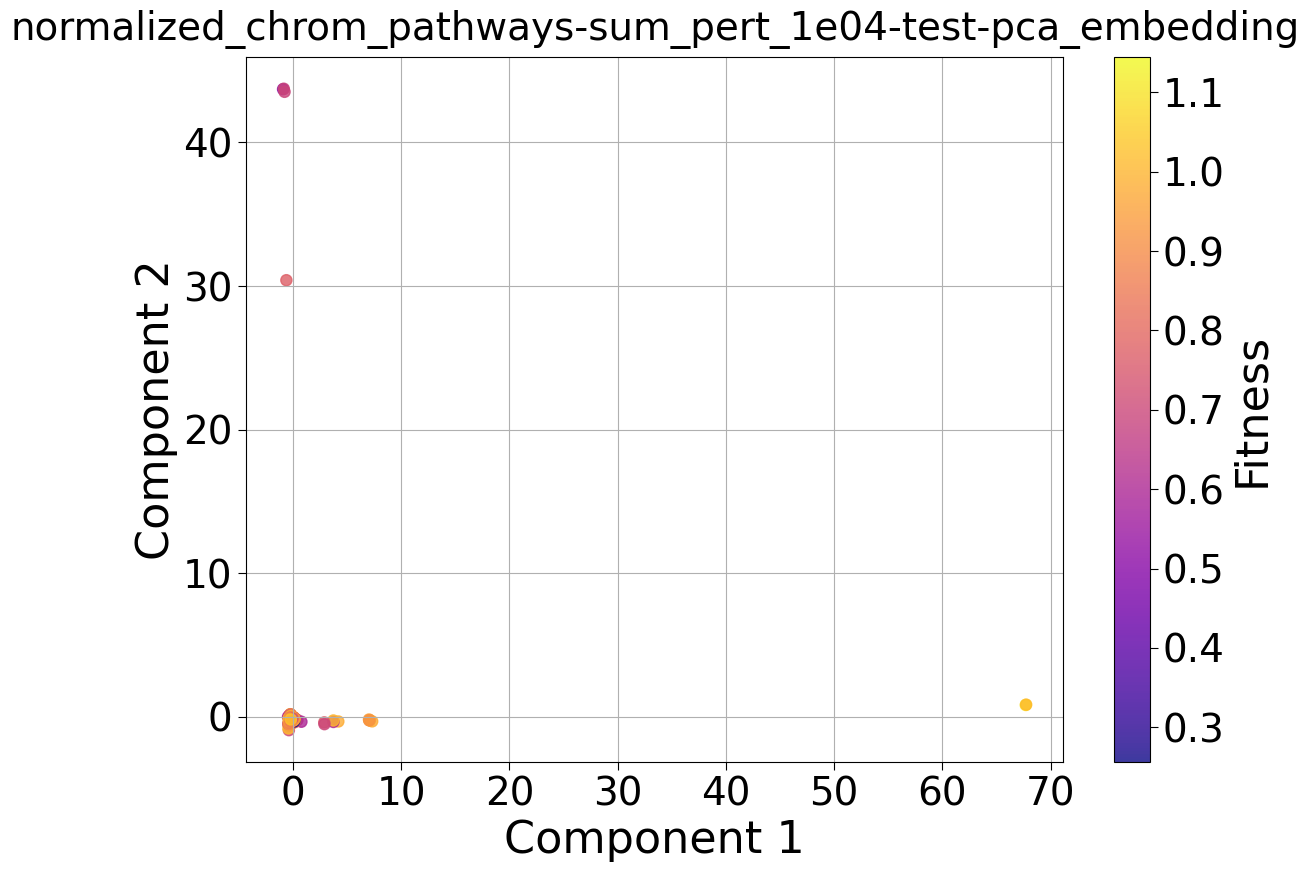 normalized_chrom_pathways-sum_pert_1e04-test-pca_embedding
Component 2
40
30
20
10
0
0 10 20 30 40 50 60 70
Component 1
1.1
1.0
0.9
0.8
0.7
0.6
0.5
0.4
0.3
Fitness